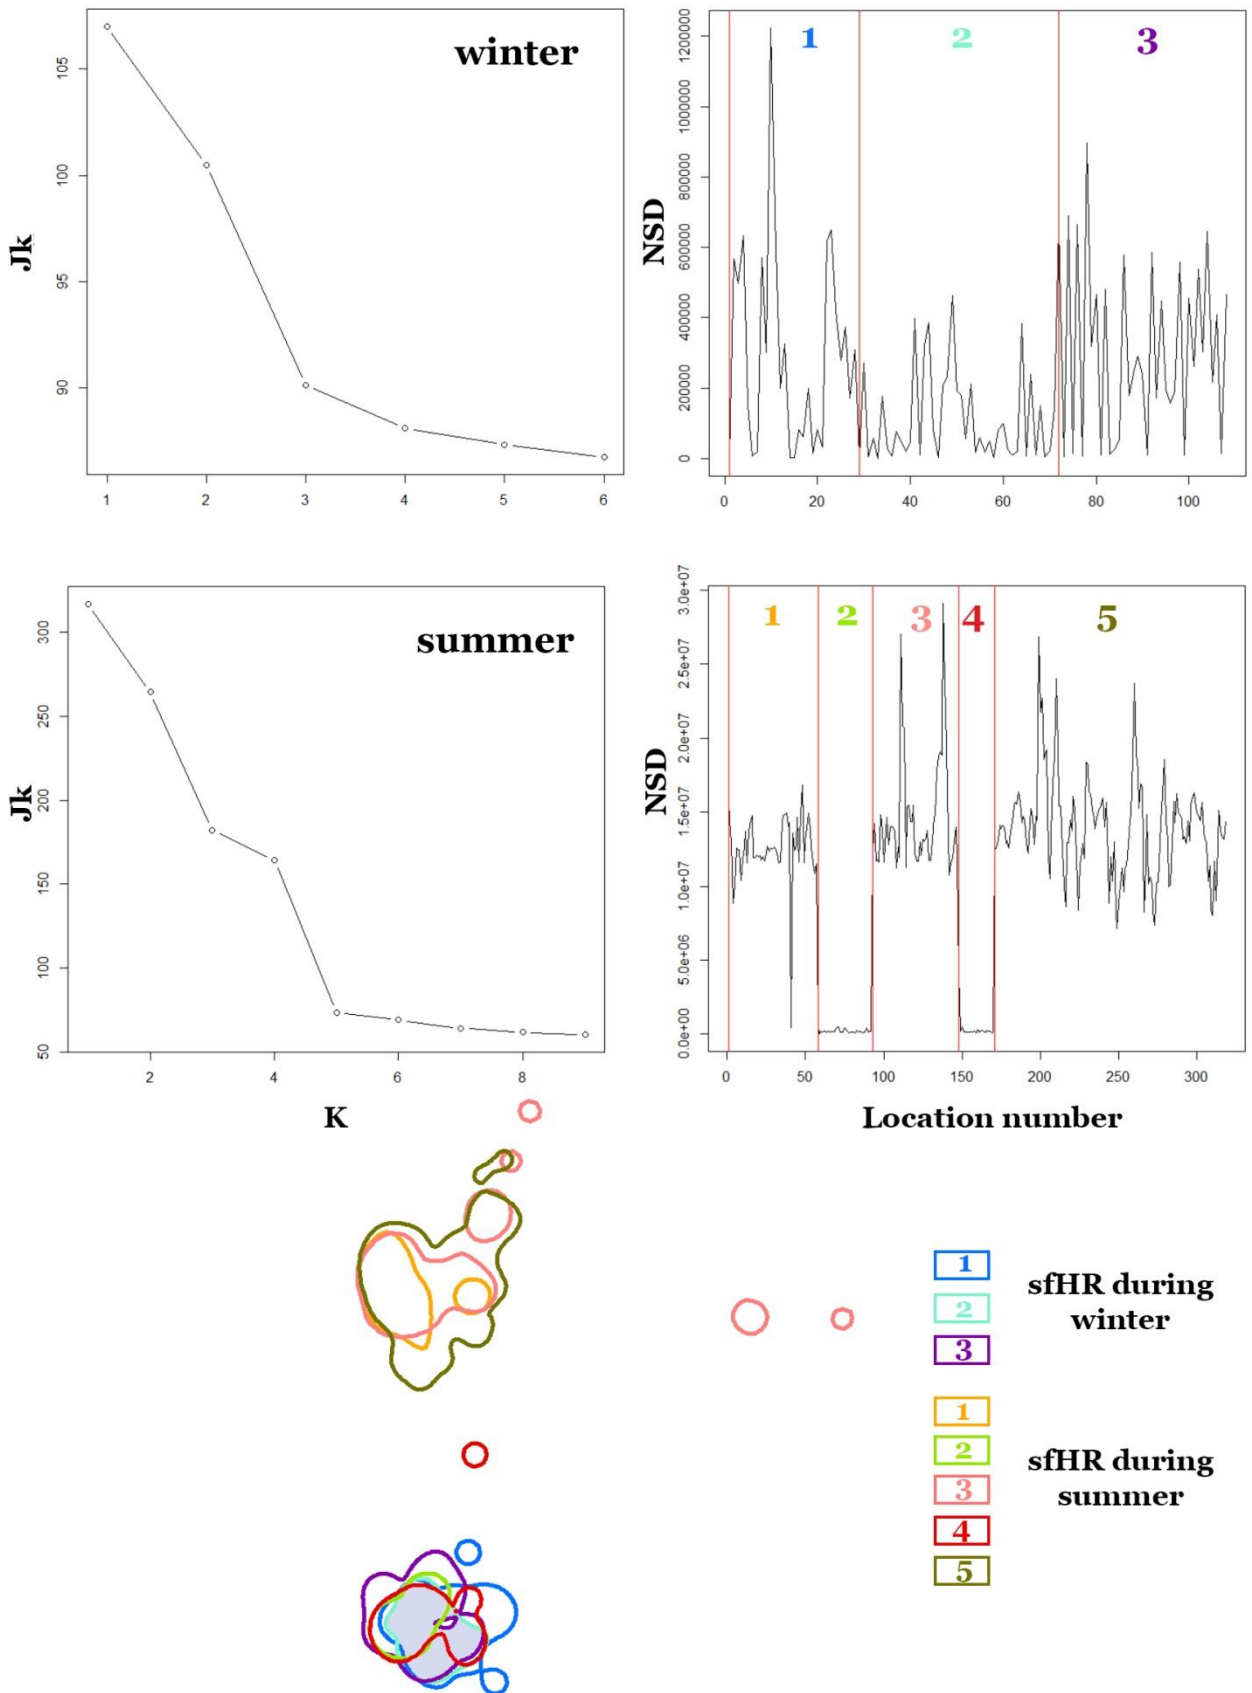 winter
Jk
105
100
95
90
1
2
3
4
5
6
1
2
3
NSD
1200000
1000000
800000
600000
400000
200000
0
0
20
40
60
80
100
summer
Jk
300
250
200
150
100
50
2
4
6
8
K
1
2
3
4
5
NSD
3.0e+07
2.5e+07
2.0e+07
1.5e+07
1.0e+07
5.0e+06
0.0e+00
0
50
100
150
200
250
300
Location number
1
2
3
sfHR during
winter
1
2
3
4
5
sfHR during
summer